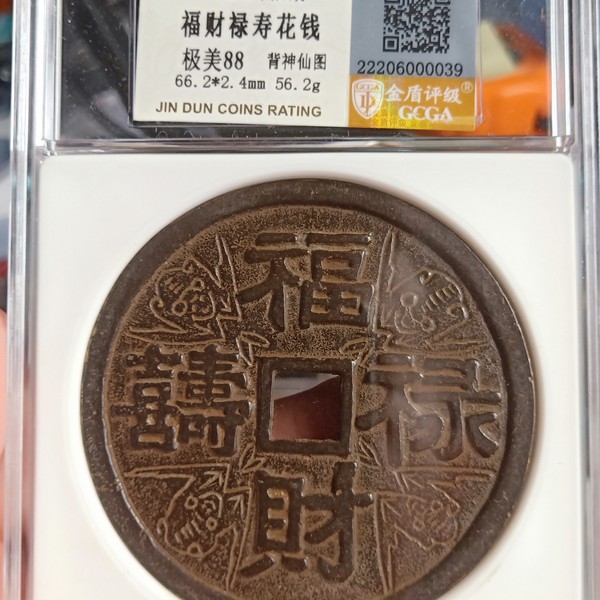 福财禄寿花钱
极美88 背神仙图
66.2*2.4mm 56.2g
JIN DUN COINS RATING
22206000039
金盾评级®
GCGA
福
禄
財